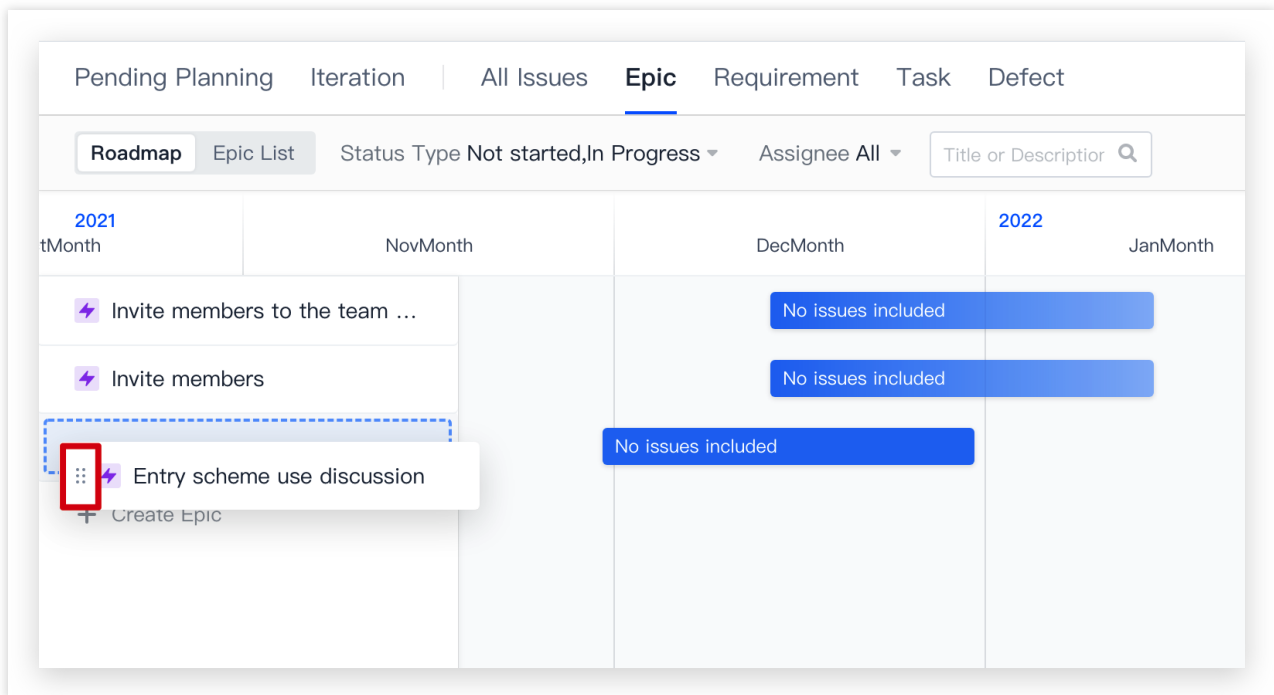 Pending Planning Iteration All Issues Epic Requirement Task Defect
Roadmap Epic List Status Type Not started,In Progress Assignee All Title or Descriptior
2021 2022
tMonth NovMonth DecMonth JanMonth
Invite members to the team ... No issues included
Invite members No issues included
No issues included
Entry scheme use discussion
Create Epic